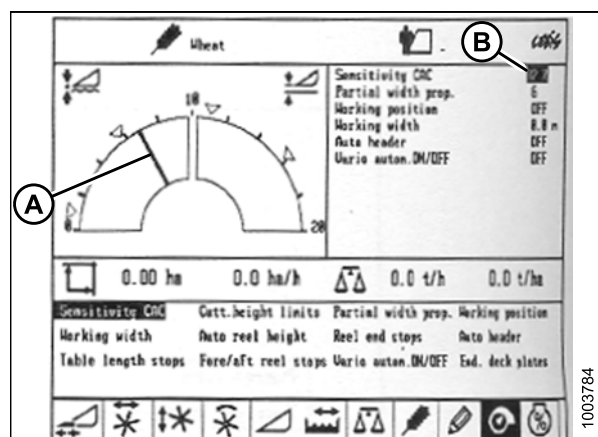 Wheat
B
Sensitivity CAC
Partial width prop. 6
Working position OFF
Working width 8.8 m
Auto header OFF
Vario autom.ON/OFF OFF
10
A
0
20
0.00 ha 0.0 ha/h 0.0 t/h 0.0 t/ha
Sensitivity CAC Cutt.height limits Partial width prop. Working position
Working width Auto reel height Reel end stops Auto header
Table length stops Fore/aft reel stops Vario autom.ON/OFF End. deck plates
%
1003784